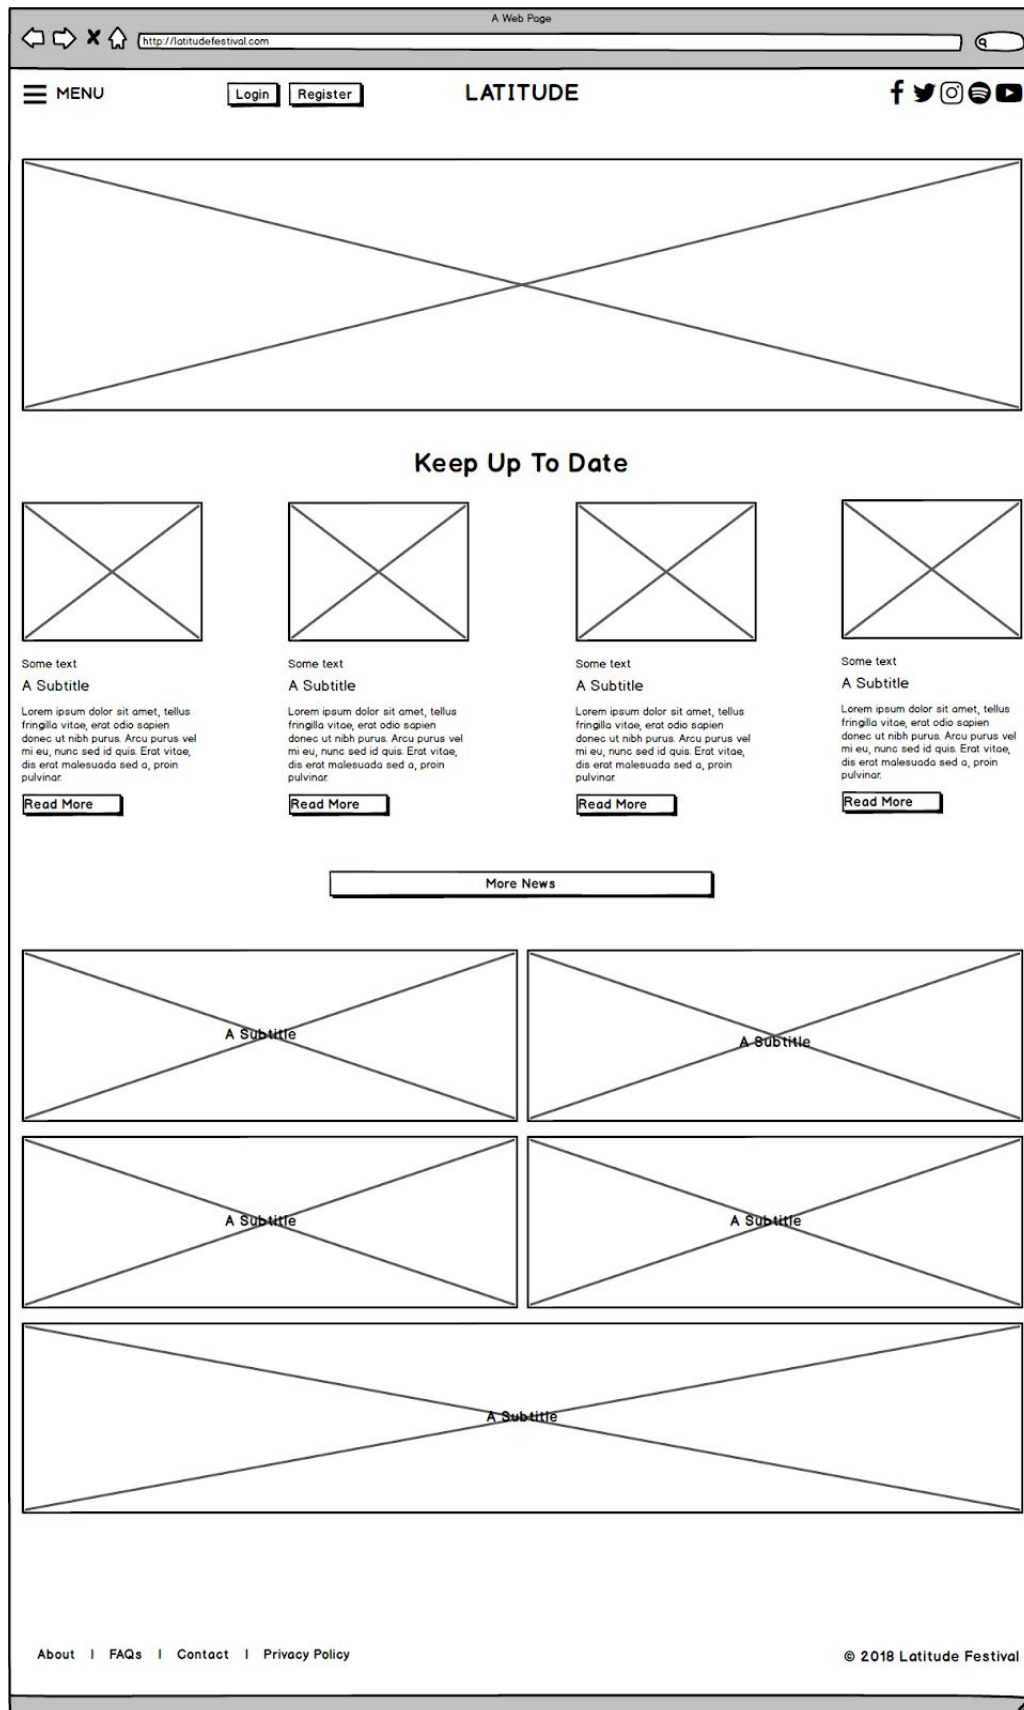 A Web Page
http://latitudefestival.com
MENU
Login
Register
LATITUDE
Keep Up To Date
Some text
A Subtitle
Lorem ipsum dolor sit amet, tellus
fringilla vitae, erat odio sapien
donec ut nibh purus. Arcu purus vel
mi eu, nunc sed id quis. Erat vitae,
dis erat malesuada sed a, proin
pulvinar.
Read More
Some text
A Subtitle
Lorem ipsum dolor sit amet, tellus
fringilla vitae, erat odio sapien
donec ut nibh purus. Arcu purus vel
mi eu, nunc sed id quis. Erat vitae,
dis erat malesuada sed a, proin
pulvinar.
Read More
Some text
A Subtitle
Lorem ipsum dolor sit amet, tellus
fringilla vitae, erat odio sapien
donec ut nibh purus. Arcu purus vel
mi eu, nunc sed id quis. Erat vitae,
dis erat malesuada sed a, proin
pulvinar.
Read More
Some text
A Subtitle
Lorem ipsum dolor sit amet, tellus
fringilla vitae, erat odio sapien
donec ut nibh purus. Arcu purus vel
mi eu, nunc sed id quis. Erat vitae,
dis erat malesuada sed a, proin
pulvinar.
Read More
More News
A Subtitle
A Subtitle
A Subtitle
A Subtitle
A Subtitle
About | FAQs | Contact | Privacy Policy
© 2018 Latitude Festival